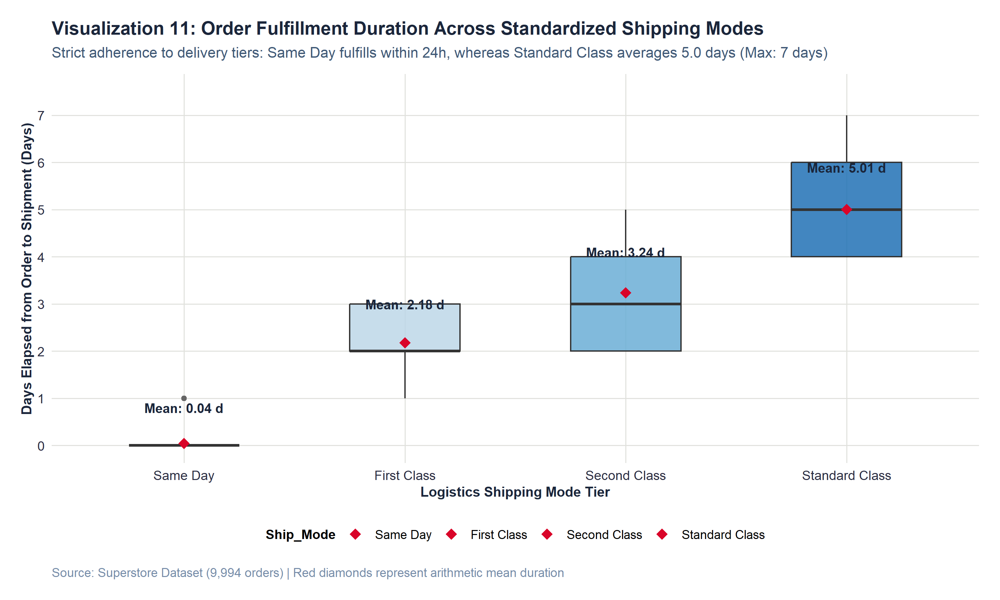 Visualization 11: Order Fulfillment Duration Across Standardized Shipping Modes
Strict adherence to delivery tiers: Same Day fulfills within 24h, whereas Standard Class averages 5.0 days (Max: 7 days)
Days Elapsed from Order to Shipment (Days)
7
6
5
4
3
2
1
0
Mean: 0.04 d
Mean: 2.18 d
Mean: 3.24 d
Mean: 5.01 d
Same Day
First Class
Second Class
Standard Class
Logistics Shipping Mode Tier
Ship_Mode Same Day First Class Second Class Standard Class
Source: Superstore Dataset (9,994 orders) | Red diamonds represent arithmetic mean duration